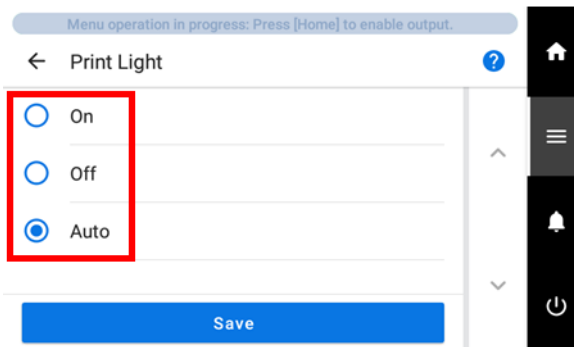 Menu operation in progress: Press [Home] to enable output.
Print Light
?
On
Off
Auto
Save